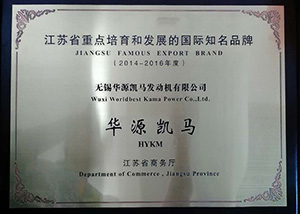 江苏省重点培育和发展的国际知名品牌
JIANGSU FAMOUS EXPORT BRAND
(2014-2016年度)
无锡华源凯马发动机有限公司
Wuxi Worldbest Kama Power Co.,Ltd.
华源凯马
HYKM
江苏省商务厅
Department of Commerce , Jiangsu Province